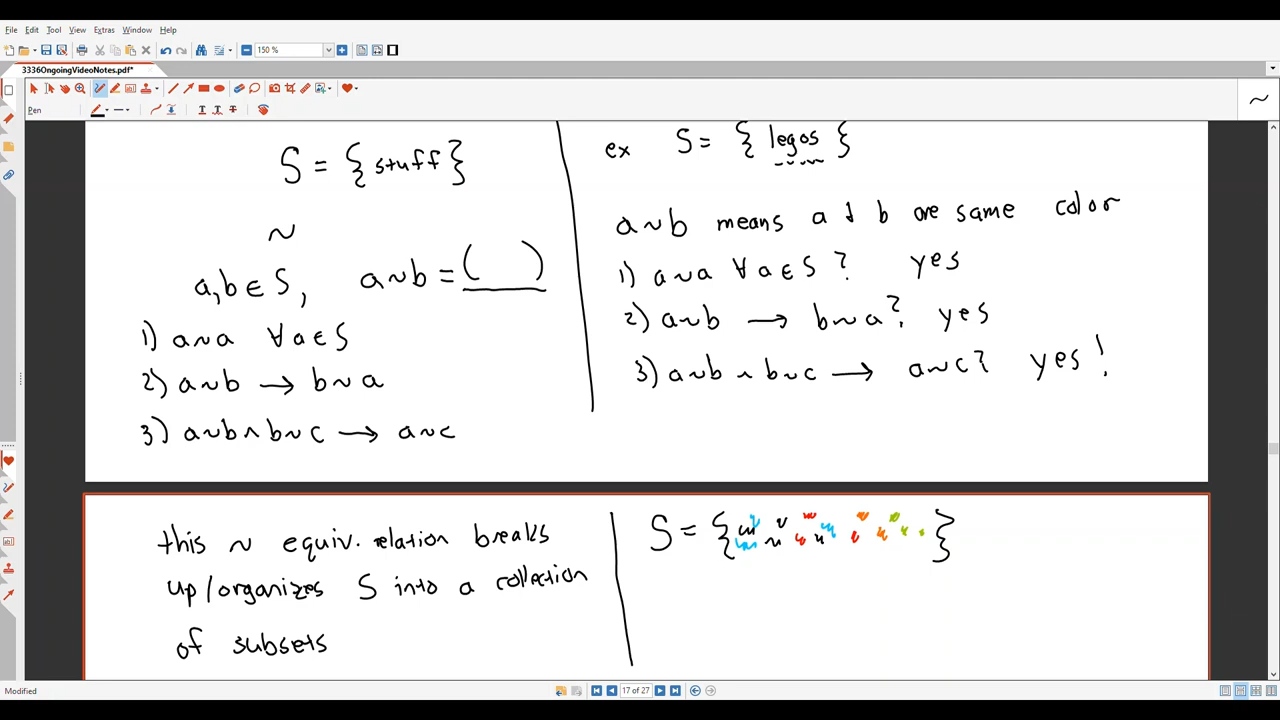 File Edit Tool View Extras Window Help
150 %
3336OngoingVideoNotes.pdf*
Pen
S = {stuff}
~
a,b ∈ S, a~b = ( )
1) a~a ∀a∈S
2) a~b → b~a
3) a~b ∧ b~c → a~c
ex S = {legos}
a~b means a & b are same color
1) a~a ∀a∈S? yes
2) a~b → b~a? yes
3) a~b ∧ b~c → a~c? yes!
this ~ equiv. relation breaks
up/organizes S into a collection
of subsets
S = { }
Modified
17 of 27